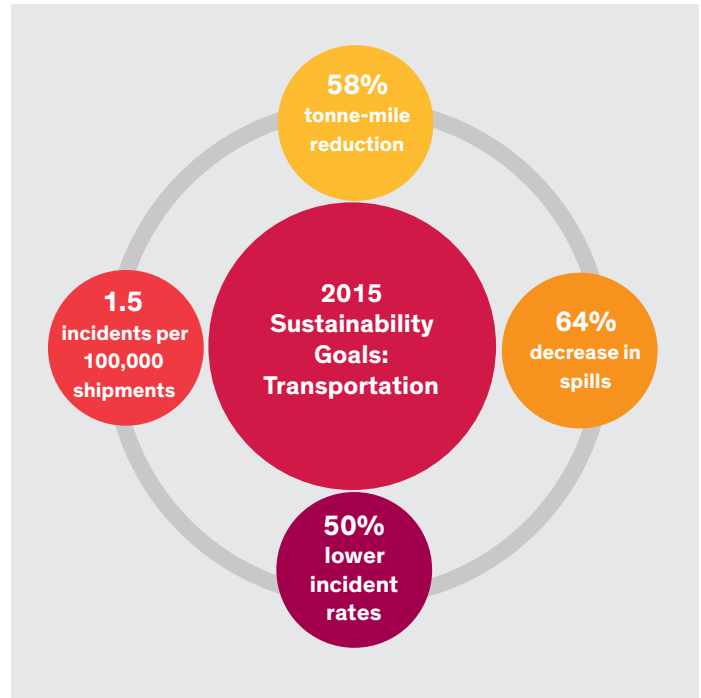 58%
tonne-mile
reduction
2015
Sustainability
Goals:
Transportation
64%
decrease in
spills
50%
lower
incident
rates
1.5
incidents per
100,000
shipments